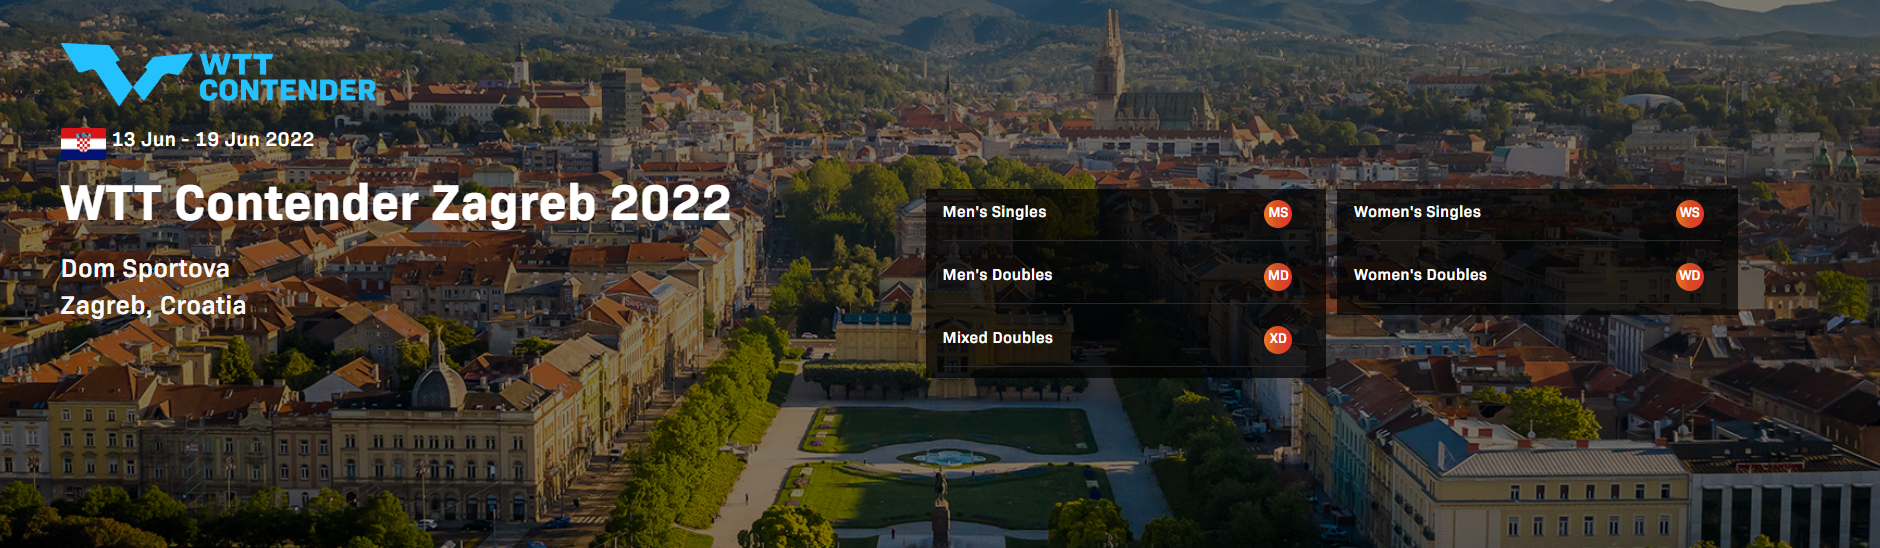 WTT
CONTENDER
13 Jun - 19 Jun 2022
WTT Contender Zagreb 2022
Dom Sportova
Zagreb, Croatia
Men's Singles MS
Men's Doubles MD
Mixed Doubles XD
Women's Singles WS
Women's Doubles WD